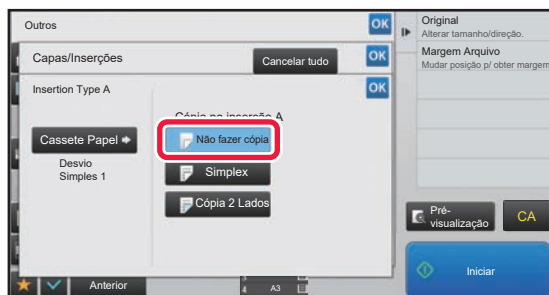 Outros
OK
Capas/Inserções
Cancelar tudo
OK
Insertion Type A
OK
Cópia na inserção A
Cassete Papel
Não fazer cópia
Desvio
Simples 1
Simplex
Cópia 2 Lados
Anterior
4 A3
Original
Alterar tamanho/direção.
Margem Arquivo
Mudar posição p/ obter margem
Pré-
visualização
CA
Iniciar